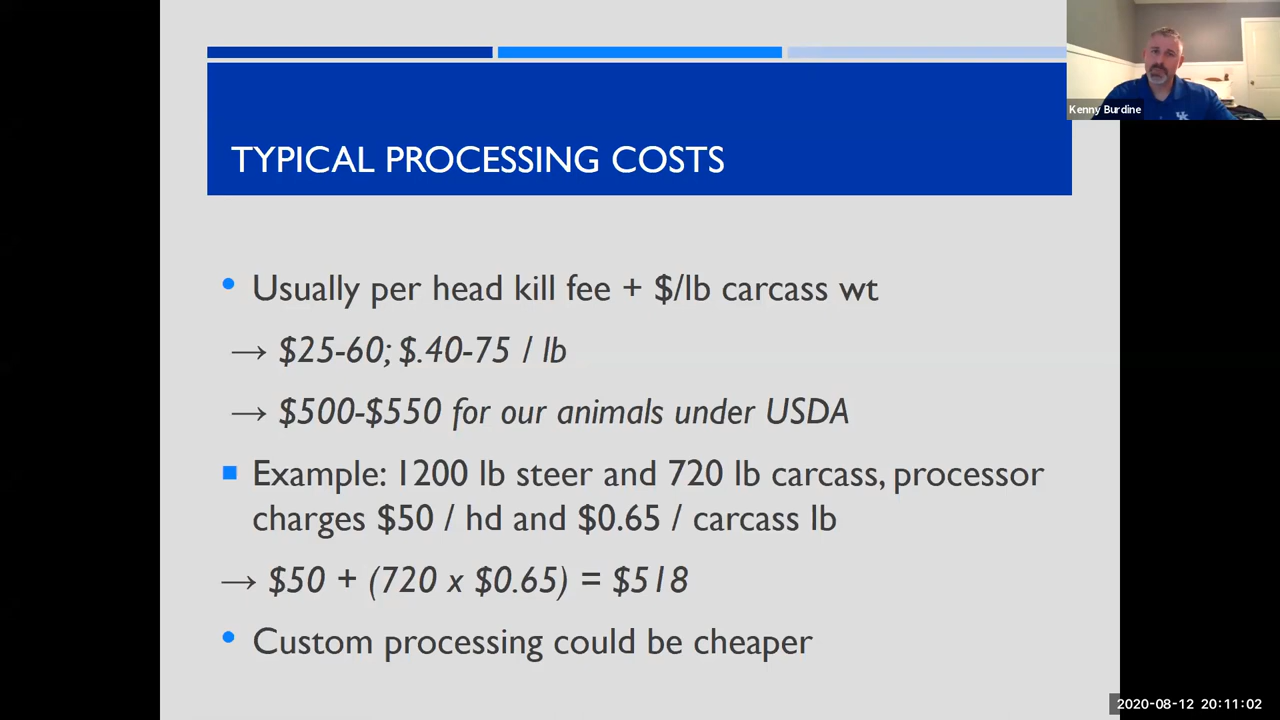 TYPICAL PROCESSING COSTS
Kenny Burdine
UK
• Usually per head kill fee + $/lb carcass wt
→ $25-60; $.40-75 / lb
→ $500-$550 for our animals under USDA
■ Example: 1200 lb steer and 720 lb carcass, processor
charges $50 / hd and $0.65 / carcass lb
→ $50 + (720 x $0.65) = $518
• Custom processing could be cheaper
2020-08-12 20:11:02